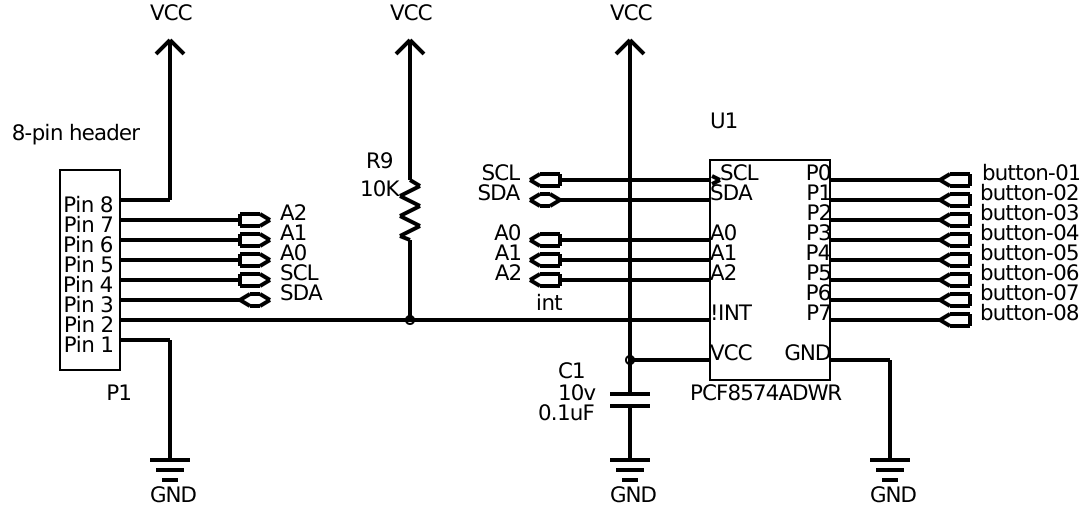 VCC
VCC
VCC
8-pin header
Pin 8
Pin 7
Pin 6
Pin 5
Pin 4
Pin 3
Pin 2
Pin 1
P1
A2
A1
A0
SCL
SDA
GND
R9
10K
SCL
SDA
A0
A1
A2
int
C1
10v
0.1uF
GND
U1
SCL
SDA
A0
A1
A2
!INT
VCC
P0
P1
P2
P3
P4
P5
P6
P7
GND
PCF8574ADWR
button-01
button-02
button-03
button-04
button-05
button-06
button-07
button-08
GND